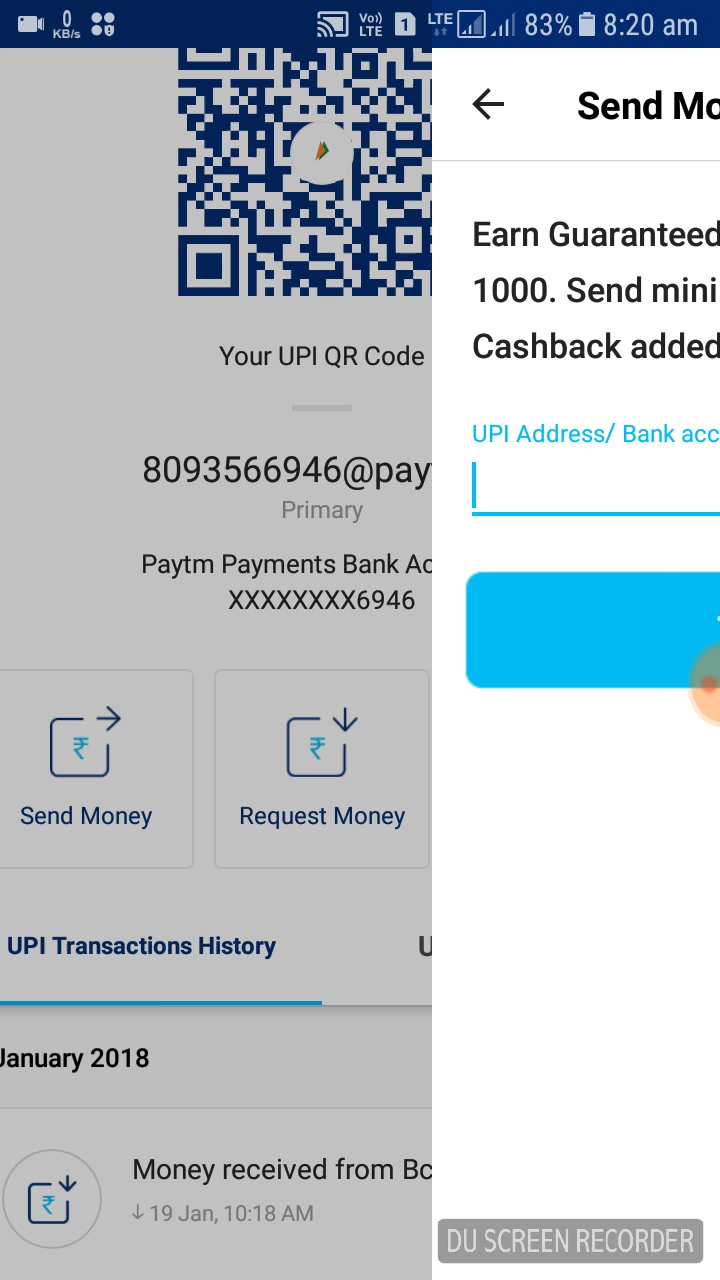 0
KB/s
Vo))
LTE
1
LTE
83%
8:20 am
Your UPI QR Code
8093566946@pay
Primary
Paytm Payments Bank Ac
XXXXXXXX6946
Send Money
Request Money
UPI Transactions History
U
January 2018
Money received from Bc
19 Jan, 10:18 AM
Send Mo
Earn Guaranteed
1000. Send mini
Cashback added
UPI Address/ Bank acc
DU SCREEN RECORDER